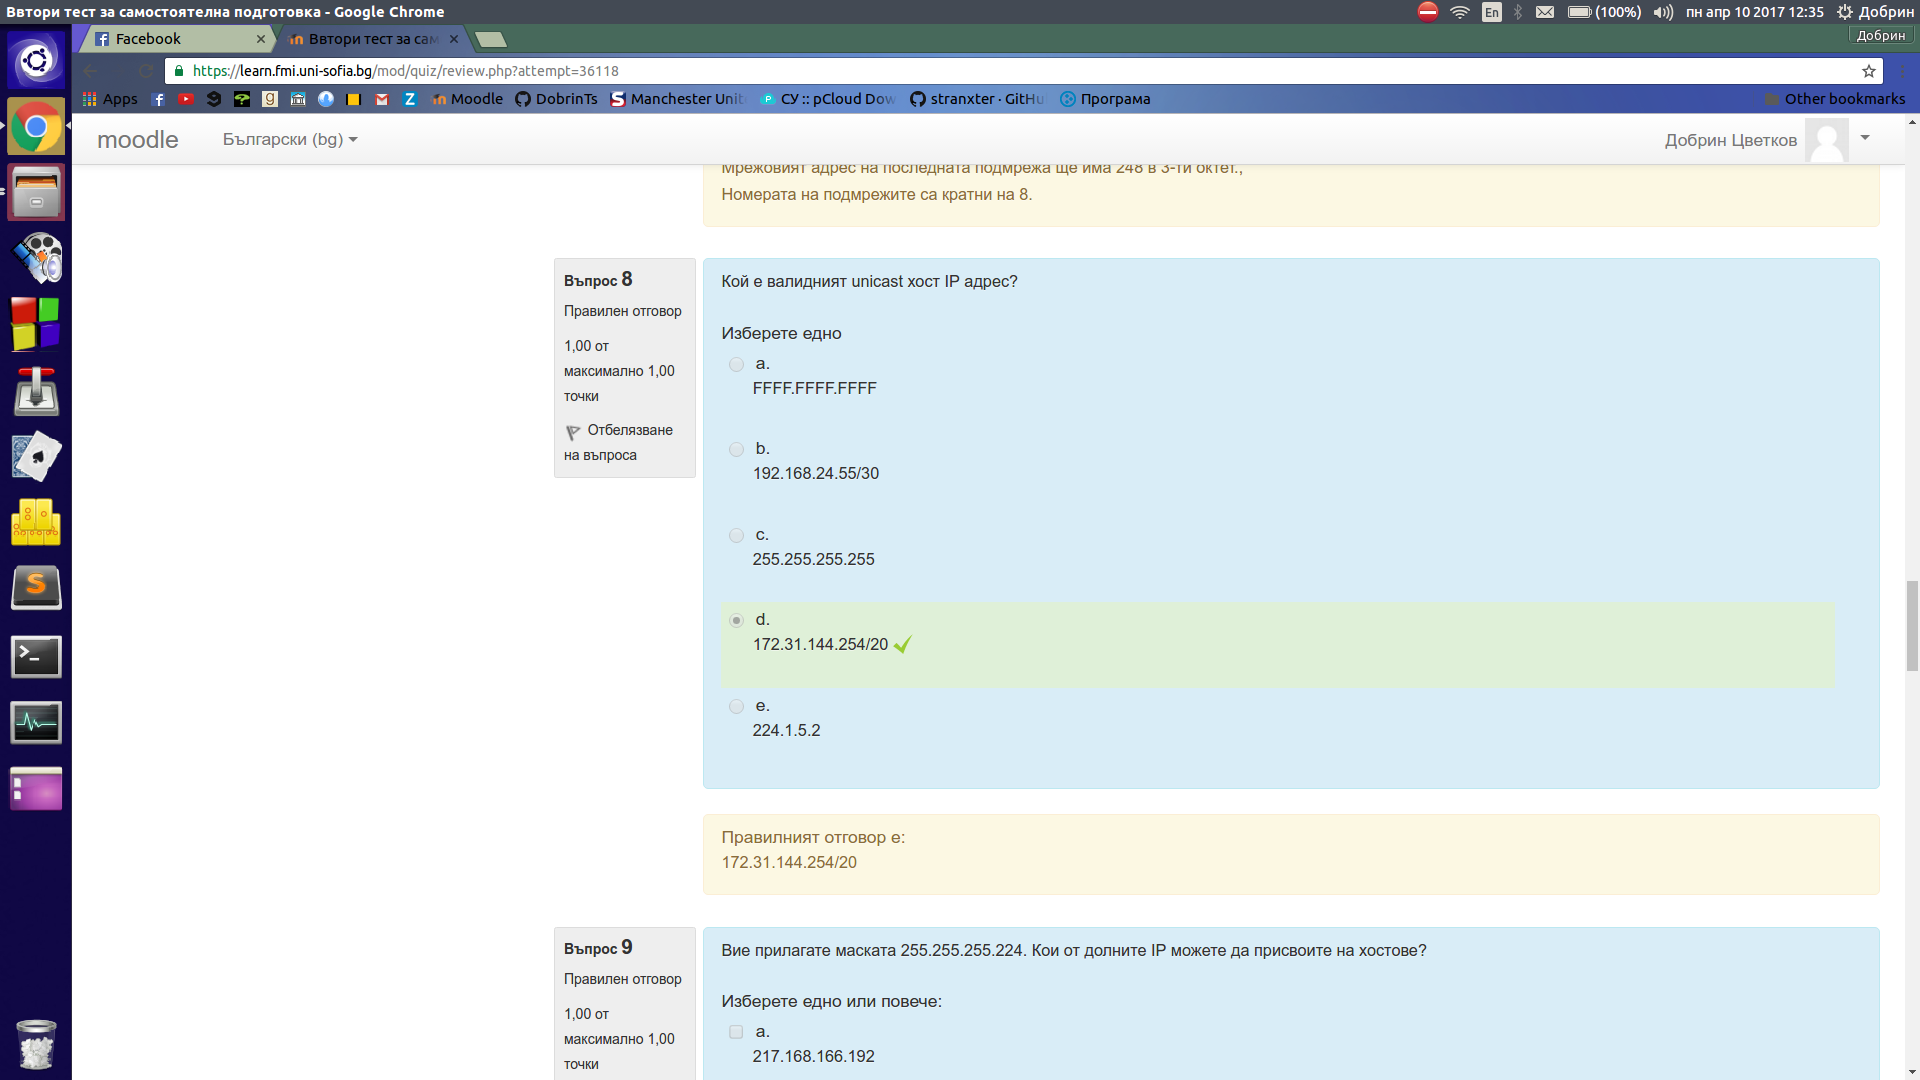 Ввтори тест за самостоятелна подготовка - Google Chrome
En (100%) пн апр 10 2017 12:35 Добрин
Facebook × Ввтори тест за сам × Добрин
https://learn.fmi.uni-sofia.bg/mod/quiz/review.php?attempt=36118
Apps Moodle DobrinTs Manchester Unit СУ :: pCloud Dow stranxter · GitHu Програма Other bookmarks
moodle Български (bg) Добрин Цветков
Мрежовият адрес на последната подмрежа ще има 248 в 3-ти октет.,
Номерата на подмрежите са кратни на 8.
Въпрос 8
Правилен отговор
1,00 от
максимално 1,00
точки
Отбелязване
на въпроса
Кой е валидният unicast хост IP адрес?
Изберете едно
a.
FFFF.FFFF.FFFF
b.
192.168.24.55/30
c.
255.255.255.255
d.
172.31.144.254/20
e.
224.1.5.2
Правилният отговор е:
172.31.144.254/20
Въпрос 9
Правилен отговор
1,00 от
максимално 1,00
точки
Вие прилагате маската 255.255.255.224. Кои от долните IP можете да присвоите на хостове?
Изберете едно или повече:
a.
217.168.166.192